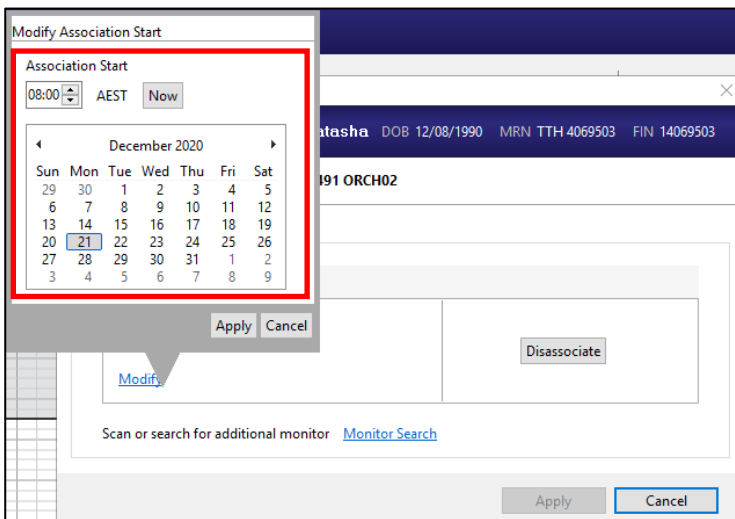 Modify Association Start
Association Start
08:00 AEST Now
December 2020
Sun Mon Tue Wed Thu Fri Sat
29 30 1 2 3 4 5
6 7 8 9 10 11 12
13 14 15 16 17 18 19
20 21 22 23 24 25 26
27 28 29 30 31 1 2
3 4 5 6 7 8 9
Apply Cancel
DOB 12/08/1990 MRN TTH 4069503 FIN 14069503
ORCH02
Disassociate
Modify
Scan or search for additional monitor Monitor Search
Apply Cancel